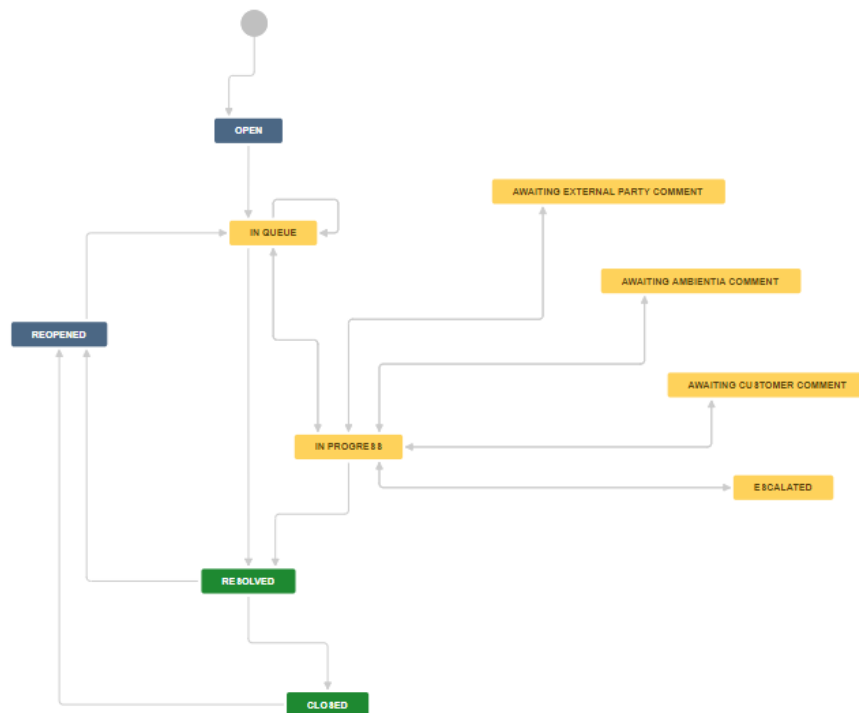 OPEN
AWAITING EXTERNAL PARTY COMMENT
IN QUEUE
AWAITING AMBIENTIA COMMENT
REOPENED
AWAITING CUSTOMER COMMENT
IN PROGRESS
ESCALATED
RESOLVED
CLOSED